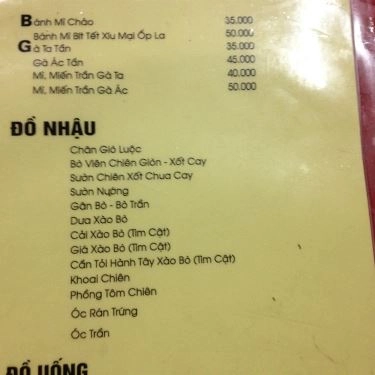 Bánh Mì Chảo 35.000
Bánh Mì Bít Tết Xíu Mại Ốp La 50.000
Gà Ta Tần 35.000
Gà Ác Tần 45.000
Mì, Miến Trần Gà Ta 40.000
Mì, Miến Trần Gà Ác 50.000
ĐỒ NHẬU
Chân Giò Luộc
Bò Viên Chiên Giòn - Xốt Cay
Sườn Chiên Xốt Chua Cay
Sườn Nướng
Gân Bò - Bò Trần
Dưa Xào Bò
Cải Xào Bò (Tim Cật)
Giá Xào Bò (Tim Cật)
Cần Tỏi Hành Tây Xào Bò (Tim Cật)
Khoai Chiên
Phồng Tôm Chiên
Óc Rán Trứng
Óc Trần
ĐỒ UỐNG